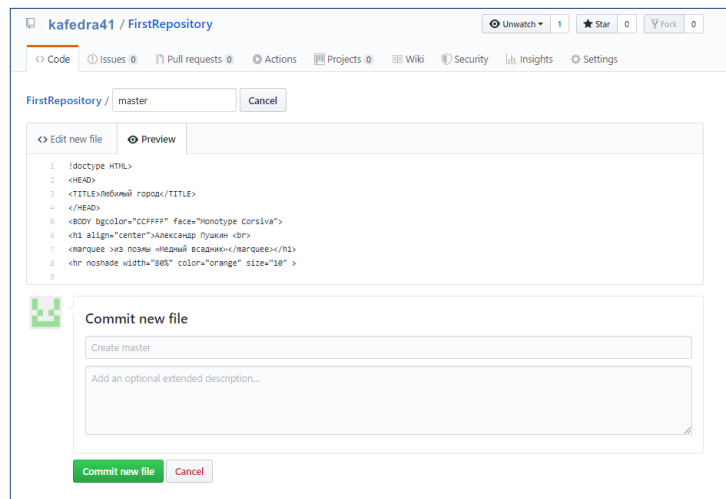 kafedra41 / FirstRepository Unwatch 1 Star 0 Fork 0
Code Issues 0 Pull requests 0 Actions Projects 0 Wiki Security Insights Settings
FirstRepository / master Cancel
<> Edit new file Preview
1 !doctype HTML>
2 <HEAD>
3 <TITLE>Любимый город</TITLE>
4 </HEAD>
5 <BODY bgcolor="CCFFFF" face="Monotype Corsiva">
6 <h1 align="center">Александр Пушкин <br>
7 <marquee >из поэмы «Медный всадник»</marquee></h1>
8 <hr noshade width="80%" color="orange" size="10" >
9
Commit new file
Create master
Add an optional extended description...
Commit new file Cancel